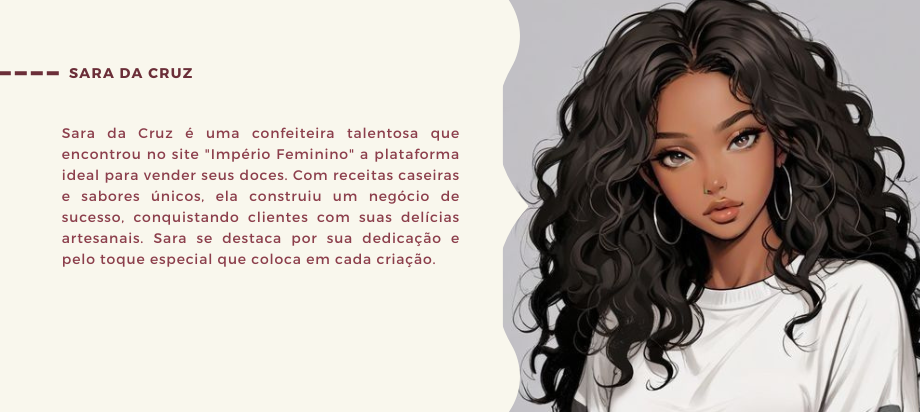 SARA DA CRUZ
Sara da Cruz é uma confeiteira talentosa que
encontrou no site "Império Feminino" a plataforma
ideal para vender seus doces. Com receitas caseiras
e sabores únicos, ela construiu um negócio de
sucesso, conquistando clientes com suas delícias
artesanais. Sara se destaca por sua dedicação e
pelo toque especial que coloca em cada criação.